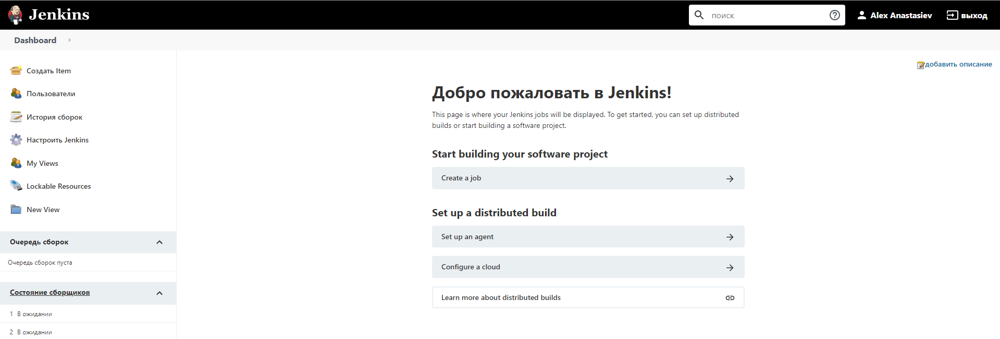 Jenkins
поиск
Alex Anastasiev
выход
Dashboard
добавить описание
Создать Item
Пользователи
История сборок
Настроить Jenkins
My Views
Lockable Resources
New View
Очередь сборок
Очередь сборок пуста
Состояние сборщиков
1 В ожидании
2 В ожидании
Добро пожаловать в Jenkins!
This page is where your Jenkins jobs will be displayed. To get started, you can set up distributed
builds or start building a software project.
Start building your software project
Create a job
Set up a distributed build
Set up an agent
Configure a cloud
Learn more about distributed builds